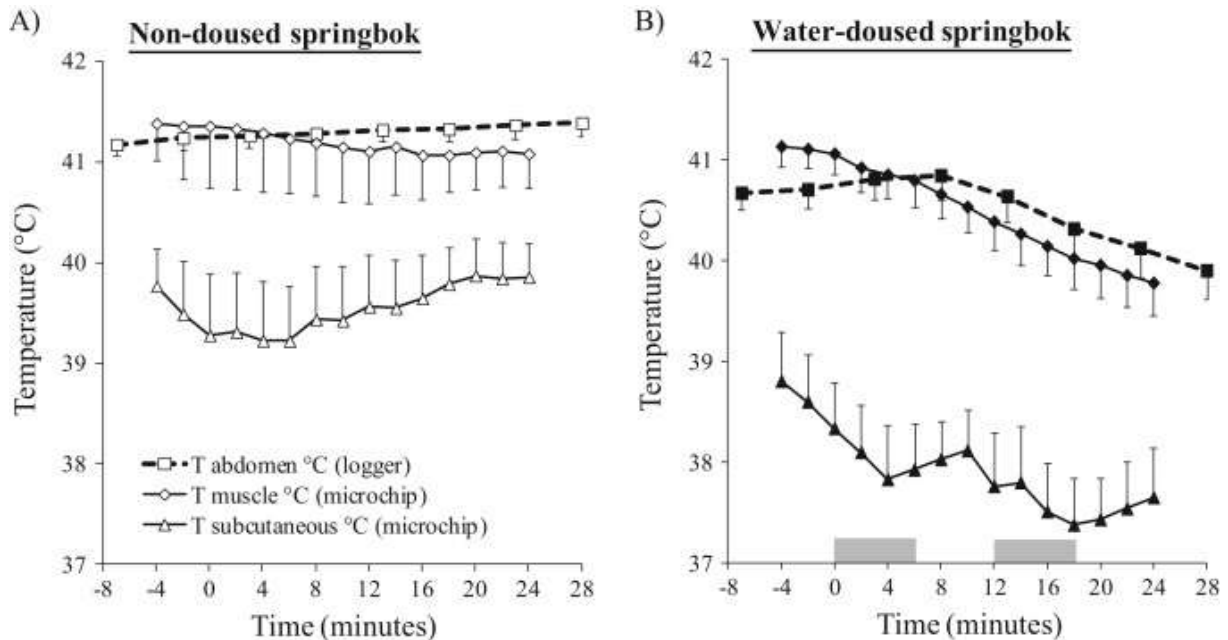 A)
Non-doused springbok
42
41
40
39
38
37
Temperature (°C)
T abdomen °C (logger)
T muscle °C (microchip)
T subcutaneous °C (microchip)
-8 -4 0 4 8 12 16 20 24 28
Time (minutes)
B)
Water-doused springbok
42
41
40
39
38
37
Temperature (°C)
-8 -4 0 4 8 12 16 20 24 28
Time (minutes)